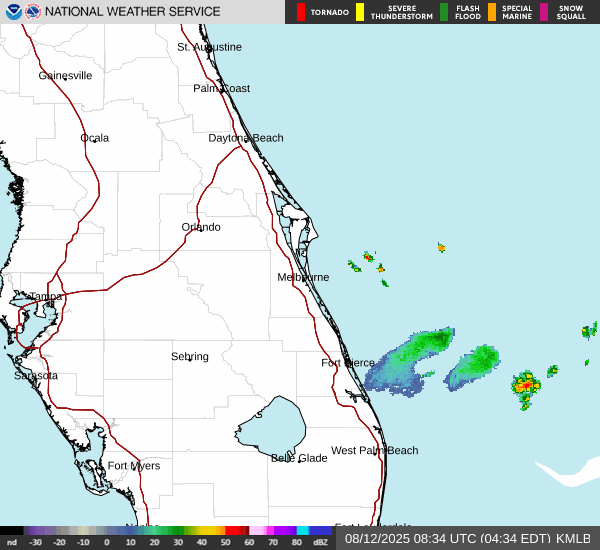 NATIONAL WEATHER SERVICE
TORNADO
SEVERE
THUNDERSTORM
FLASH
FLOOD
SPECIAL
MARINE
SNOW
SQUALL
St. Augustine
Gainesville
Palm Coast
Ocala
Daytona Beach
Orlando
Melbourne
Tampa
Sebring
Fort Pierce
Sarasota
West Palm Beach
Belle Glade
Fort Myers
nd -30 -20 -10 0 10 20 30 40 50 60 70 80 dBZ
08/12/2025 08:34 UTC (04:34 EDT) KMLB